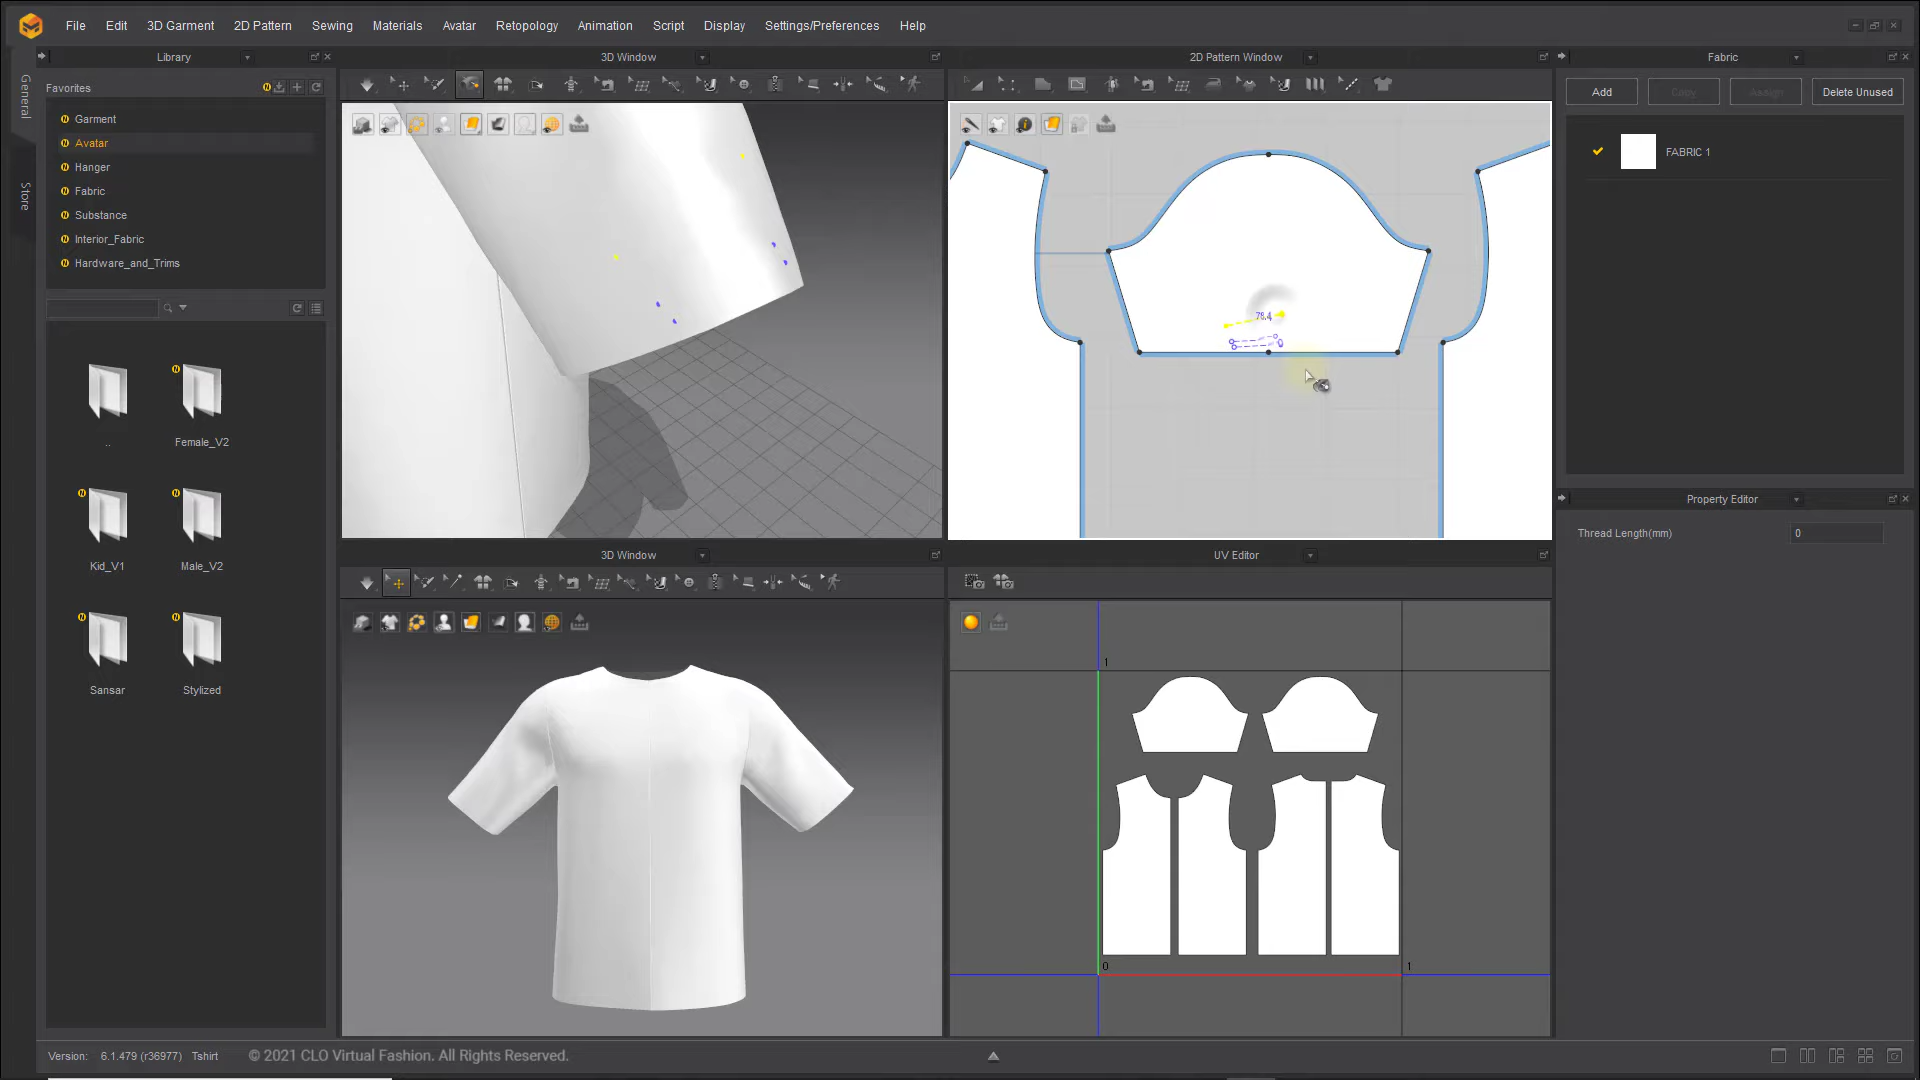 File Edit 3D Garment 2D Pattern Sewing Materials Avatar Retopology Animation Script Display Settings/Preferences Help
Library
3D Window
2D Pattern Window
Fabric
General
Store
Favorites
Garment
Avatar
Hanger
Fabric
Substance
Interior_Fabric
Hardware_and_Trims
..
Female_V2
Kid_V1
Male_V2
Sansar
Stylized
78.4
Add
Copy
Assign
Delete Unused
FABRIC 1
Property Editor
Thread Length(mm)
0
3D Window
UV Editor
1
0
1
Version: 6.1.479 (r36977) Tshirt
© 2021 CLO Virtual Fashion. All Rights Reserved.